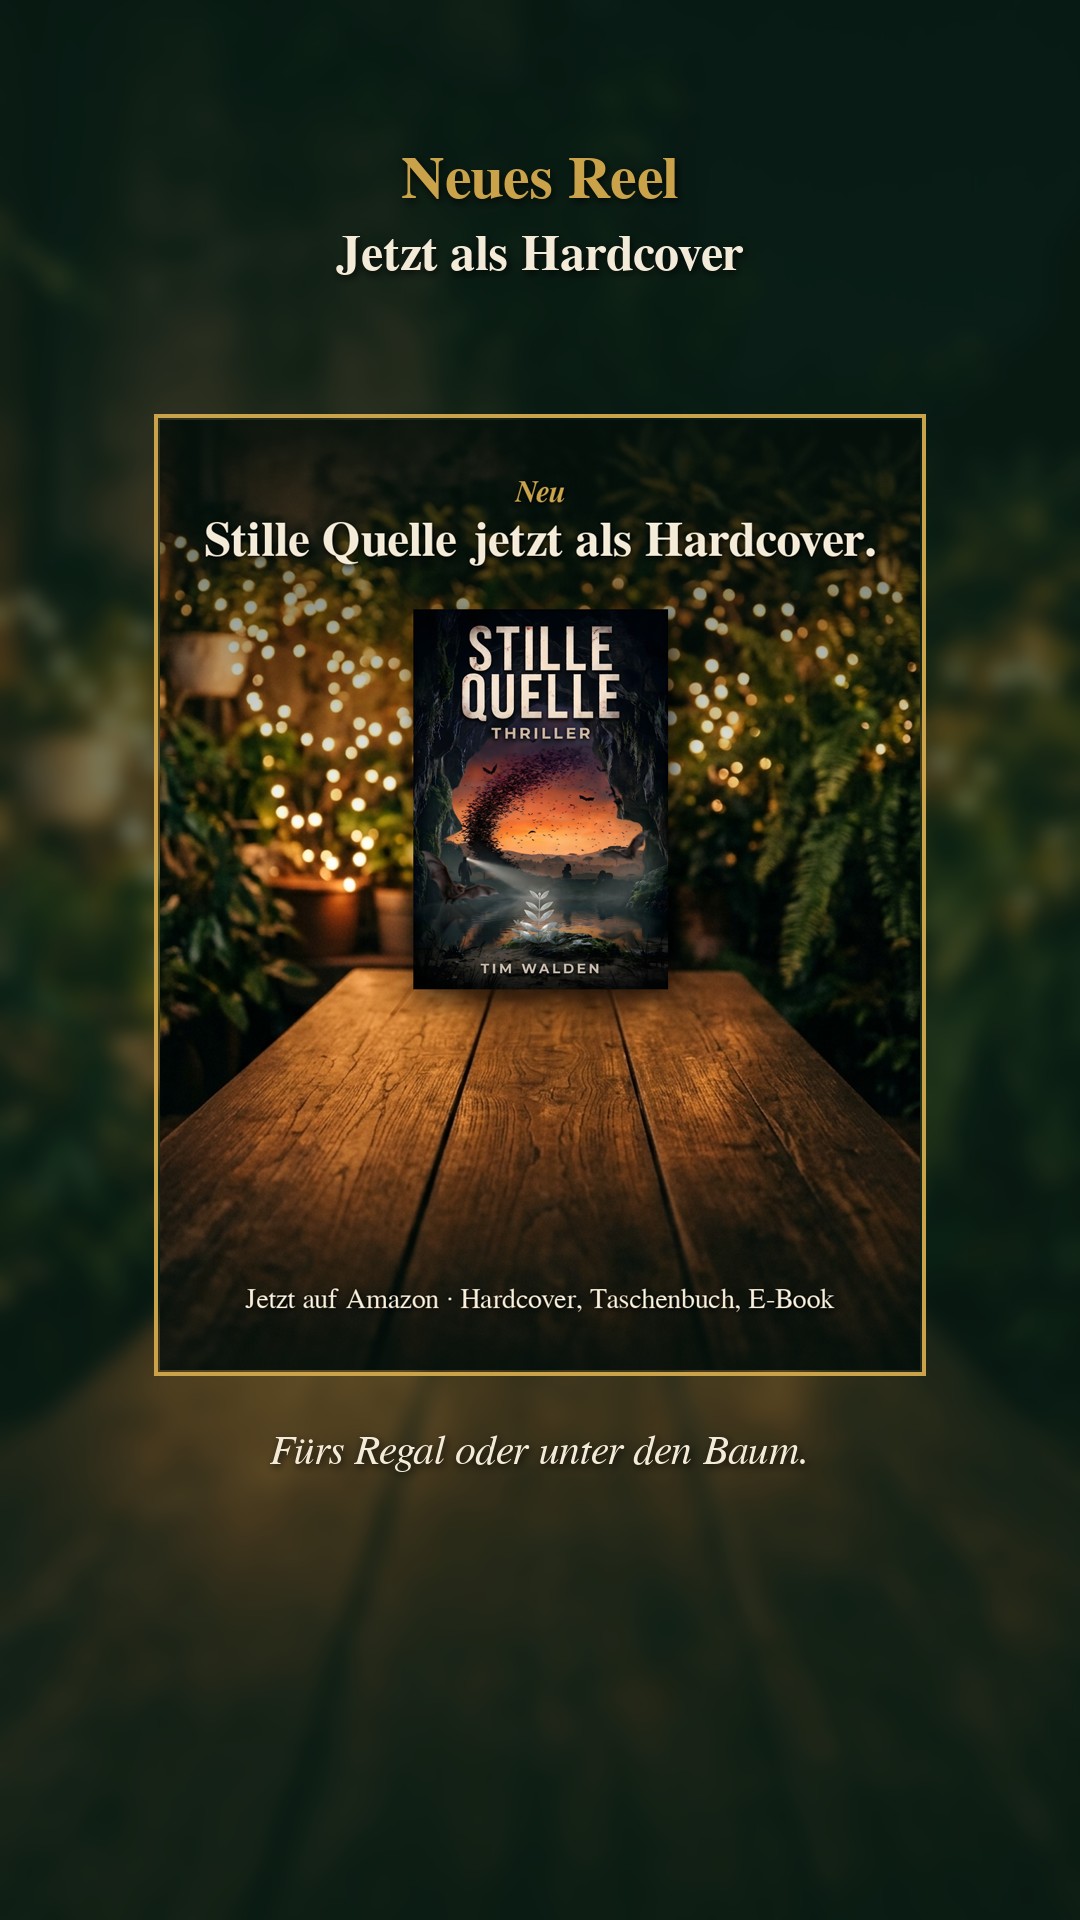 Neues Reel
Jetzt als Hardcover
Neu
Stille Quelle jetzt als Hardcover.
STILLE
QUELLE
THRILLER
TIM WALDEN
Jetzt auf Amazon · Hardcover, Taschenbuch, E-Book
Fürs Regal oder unter den Baum.